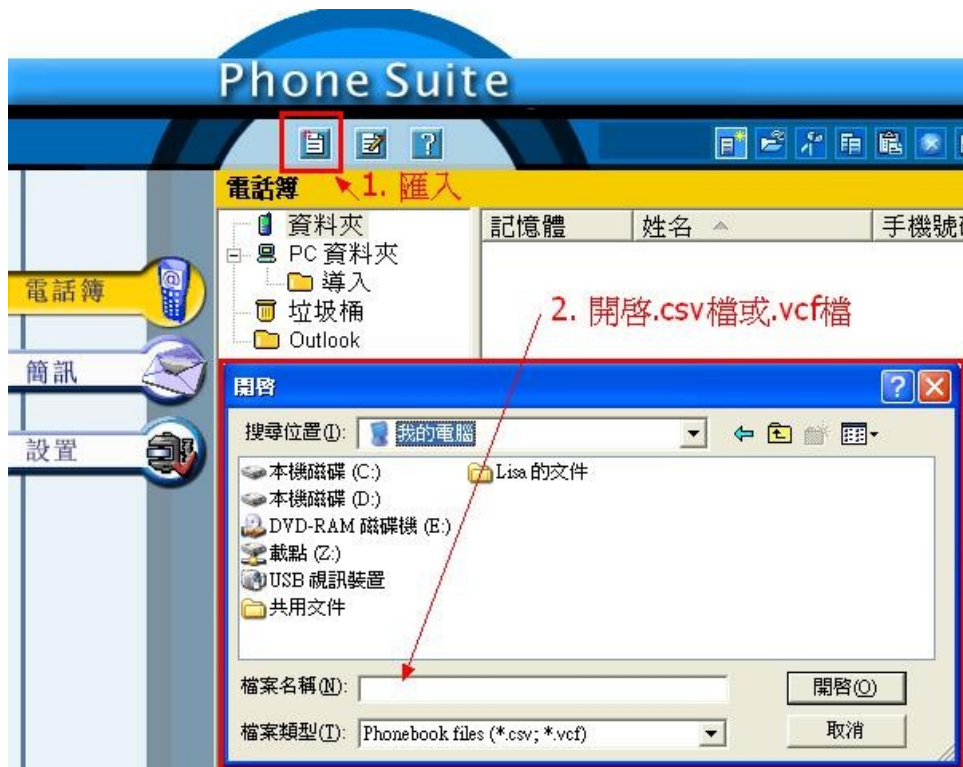 Phone Suite
電話簿
1. 匯入
資料夾
PC 資料夾
導入
垃圾桶
Outlook
記憶體
姓名
手機號
電話簿
簡訊
設置
2. 開啓.csv檔或.vcf檔
開啓
搜尋位置(I):
我的電腦
本機磁碟 (C:)
本機磁碟 (D:)
DVD-RAM 磁碟機 (E:)
載點 (Z:)
USB 視訊裝置
共用文件
Lisa 的文件
檔案名稱(N):
開啓(O)
檔案類型(T):
Phonebook files (*.csv; *.vcf)
取消